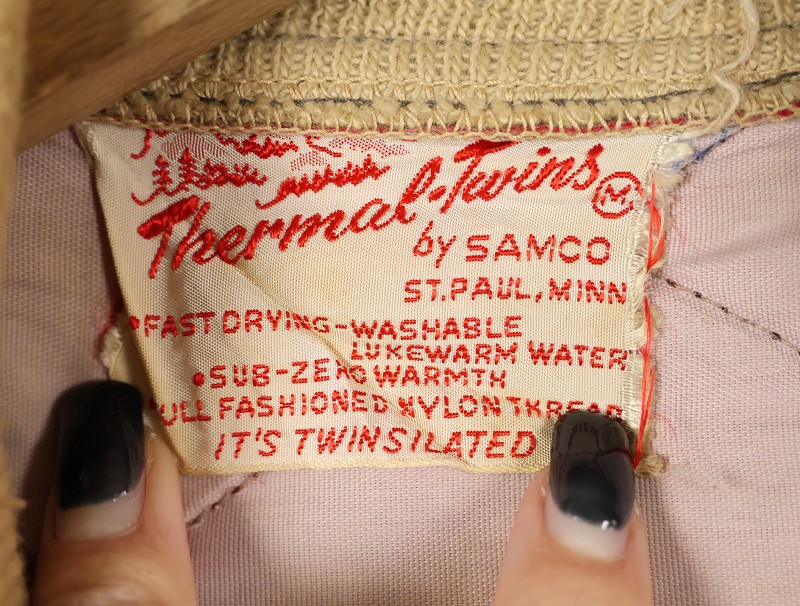 Thermal-Twins M.
by SAMCO
ST. PAUL, MINN
•FAST DRYING-WASHABLE
LUKEWARM WATER
•SUB-ZERO WARMTH
ULL FASHIONED NYLON THREAD
IT'S TWINSILATED